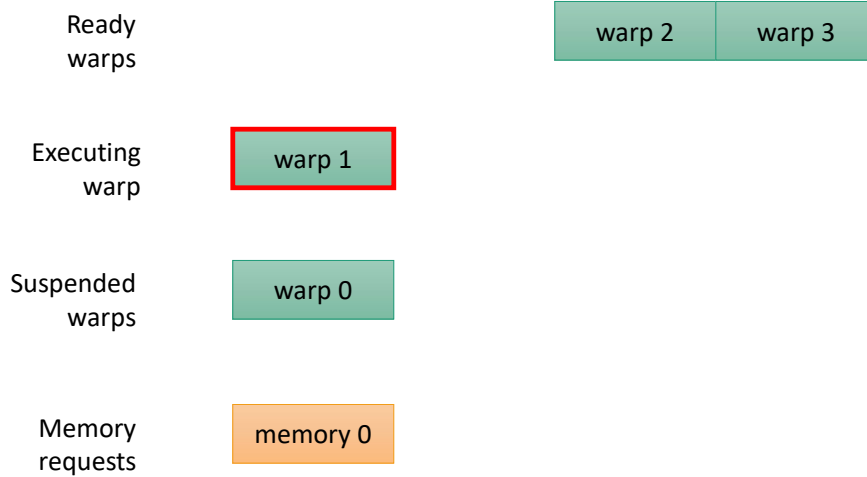 Ready
warps
warp 2
warp 3
Executing
warp
warp 1
Suspended
warps
warp 0
Memory
requests
memory 0